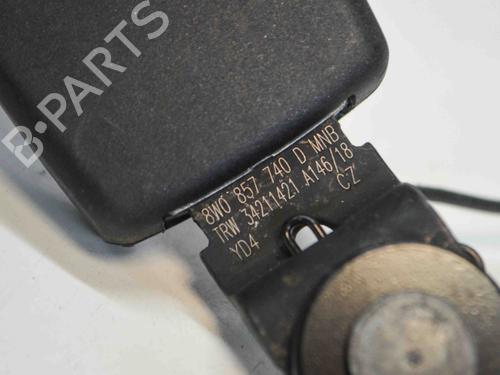 B-PARTS
8W0 857 740 D MNB
TRW 34211421 A146/18
YD4 CZ